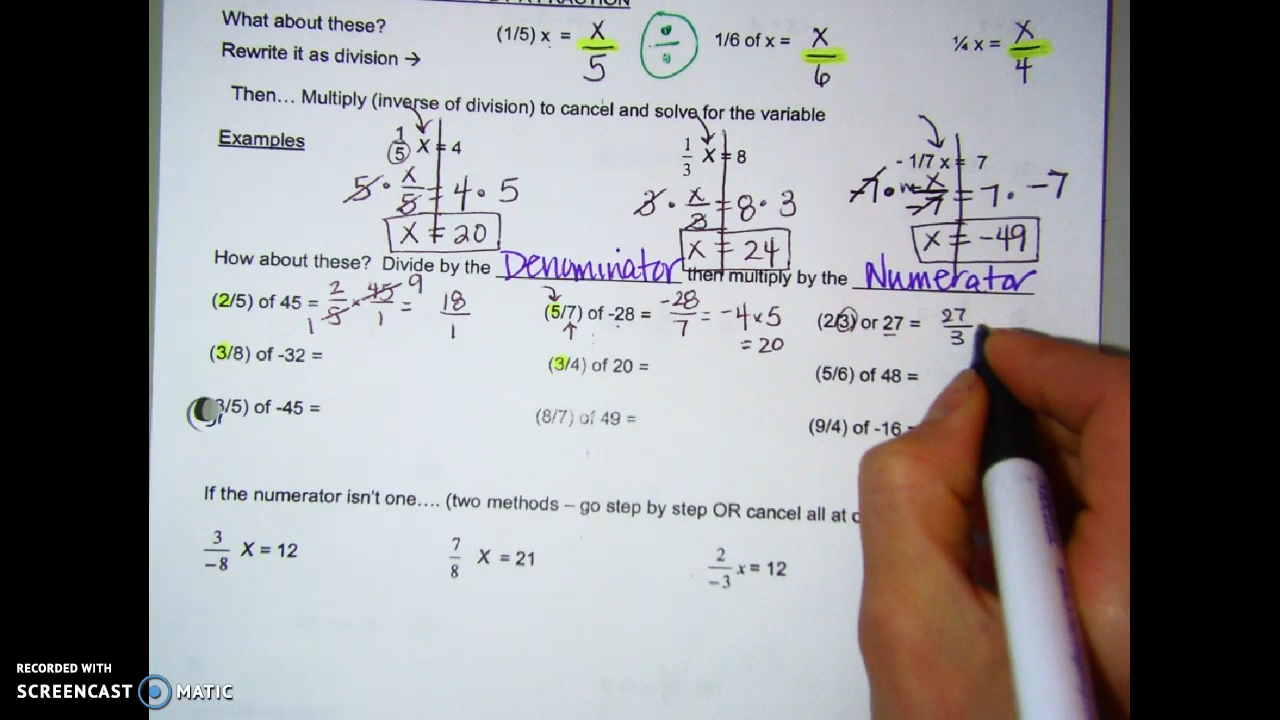 What about these?
(1/5) x = x/5
÷
1/6 of x = x/6
¼ x = x/4
Rewrite it as division →
Then... Multiply (inverse of division) to cancel and solve for the variable
Examples
1/5 x = 4
5 · x/5 = 4 · 5
x = 20
1/3 x = 8
3 · x/3 = 8 · 3
x = 24
- 1/7 x = 7
-7 · x/-7 = 7 · -7
x = -49
How about these? Divide by the Denominator then multiply by the Numerator
(2/5) of 45 = 2/5 × 45/1 = 18/1
1 9
(5/7) of -28 = -28/7 = -4 x 5
= 20
(2/3) or 27 = 27/3
(3/8) of -32 =
(3/4) of 20 =
(5/6) of 48 =
3/5) of -45 =
(8/7) of 49 =
(9/4) of -16
If the numerator isn't one.... (two methods – go step by step OR cancel all at
3/-8 X = 12
7/8 X = 21
2/-3 x = 12
RECORDED WITH
SCREENCAST MATIC